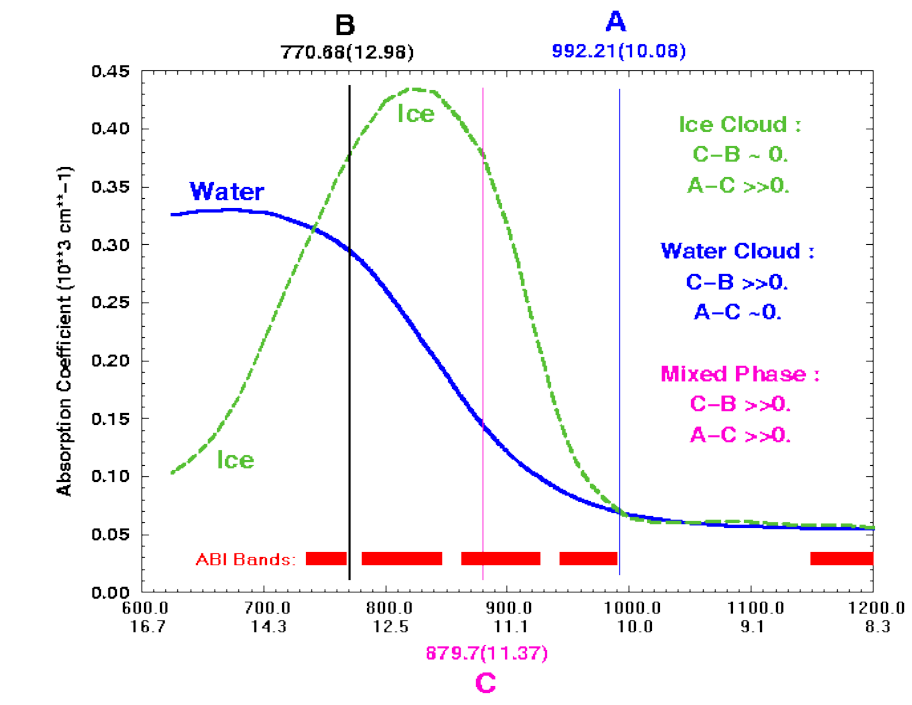 B
A
770.68(12.98)
992.21(10.08)
0.45
0.40
0.35
0.30
0.25
0.20
0.15
0.10
0.05
0.00
Absorption Coefficient (10**3 cm**−1)
Ice
Water
Ice
Ice Cloud :
C−B ~ 0.
A−C >>0.
Water Cloud :
C−B >>0.
A−C ~0.
Mixed Phase :
C−B >>0.
A−C >>0.
ABI Bands:
600.0 700.0 800.0 900.0 1000.0 1100.0 1200.0
16.7 14.3 12.5 11.1 10.0 9.1 8.3
879.7(11.37)
C